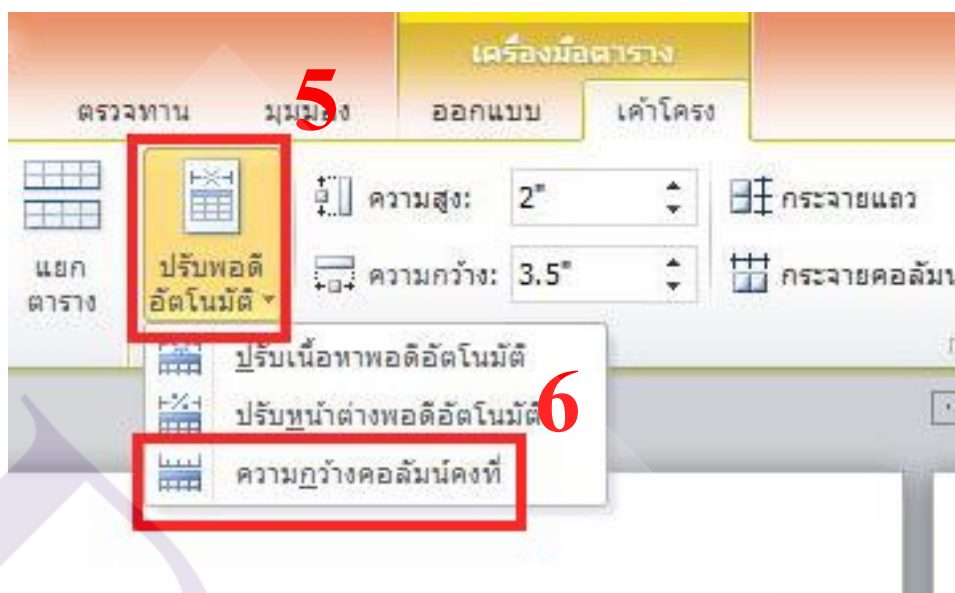 เครื่องมือตาราง
5
ตรวจทาน มุมมอง ออกแบบ เค้าโครง
ความสูง: 2" กระจายแถว
แยก
ตาราง
ปรับพอดี
อัตโนมัติ
ความกว้าง: 3.5" กระจายคอลัมน
ปรับเนื้อหาพอดีอัตโนมัติ
6
ปรับหน้าต่างพอดีอัตโนมัติ
ความกว้างคอลัมน์คงที่